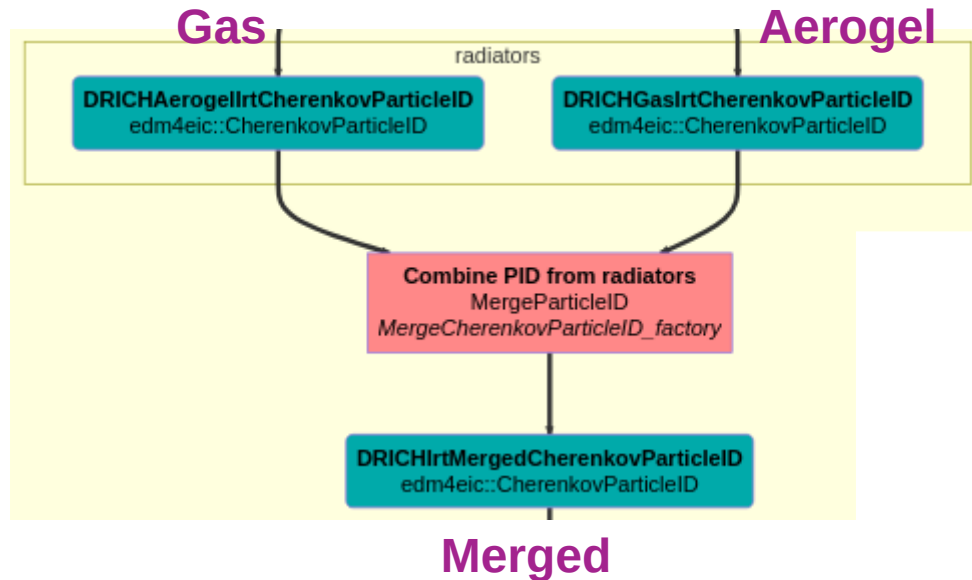 Gas
Aerogel
radiators
DRICHAerogelIrtCherenkovParticleID
edm4eic::CherenkovParticleID
DRICHGasIrtCherenkovParticleID
edm4eic::CherenkovParticleID
Combine PID from radiators
MergeParticleID
MergeCherenkovParticleID_factory
DRICHIrtMergedCherenkovParticleID
edm4eic::CherenkovParticleID
Merged